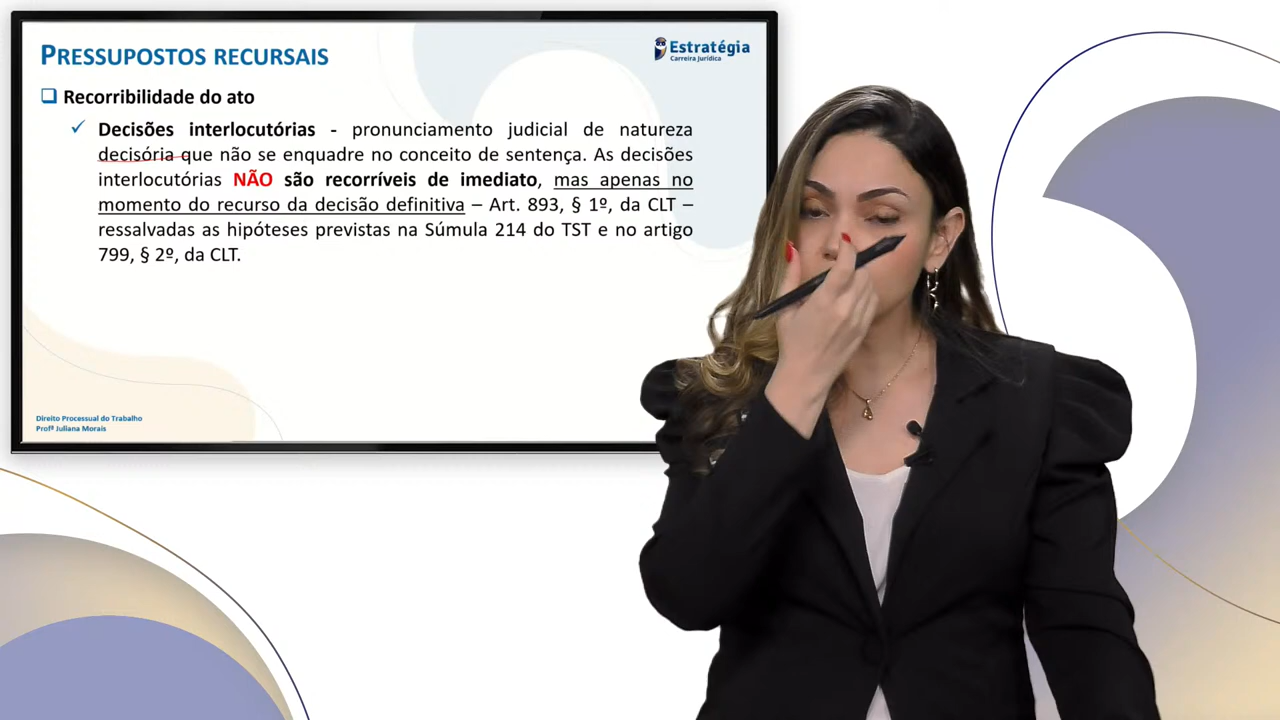 PRESSUPOSTOS RECURSAIS
Estratégia
Carreira Jurídica
❑ Recorribilidade do ato
✓ Decisões interlocutórias - pronunciamento judicial de natureza
decisória que não se enquadre no conceito de sentença. As decisões
interlocutórias NÃO são recorríveis de imediato, mas apenas no
momento do recurso da decisão definitiva – Art. 893, § 1º, da CLT –
ressalvadas as hipóteses previstas na Súmula 214 do TST e no artigo
799, § 2º, da CLT.
Direito Processual do Trabalho
Profª Juliana Morais